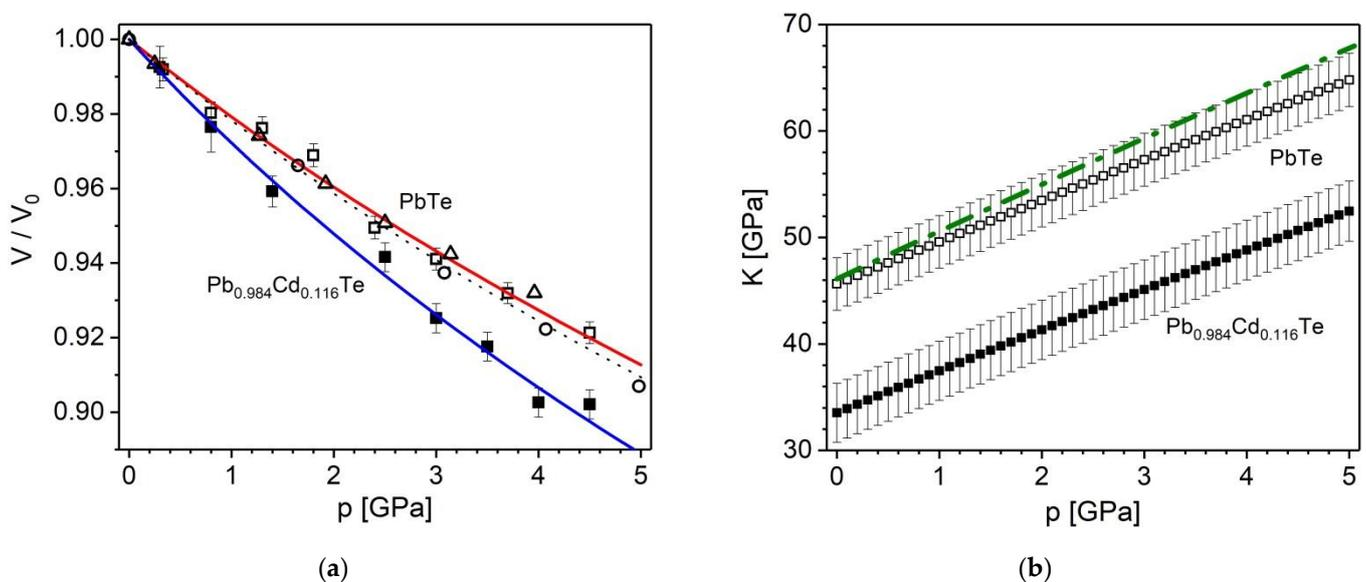 1.00
0.98
0.96
0.94
0.92
0.90
V / V₀
PbTe
Pb₀.₉₈₄Cd₀.₁₁₆Te
0 1 2 3 4 5
p [GPa]
(a)
70
60
50
40
30
K [GPa]
PbTe
Pb₀.₉₈₄Cd₀.₁₁₆Te
0 1 2 3 4 5
p [GPa]
(b)